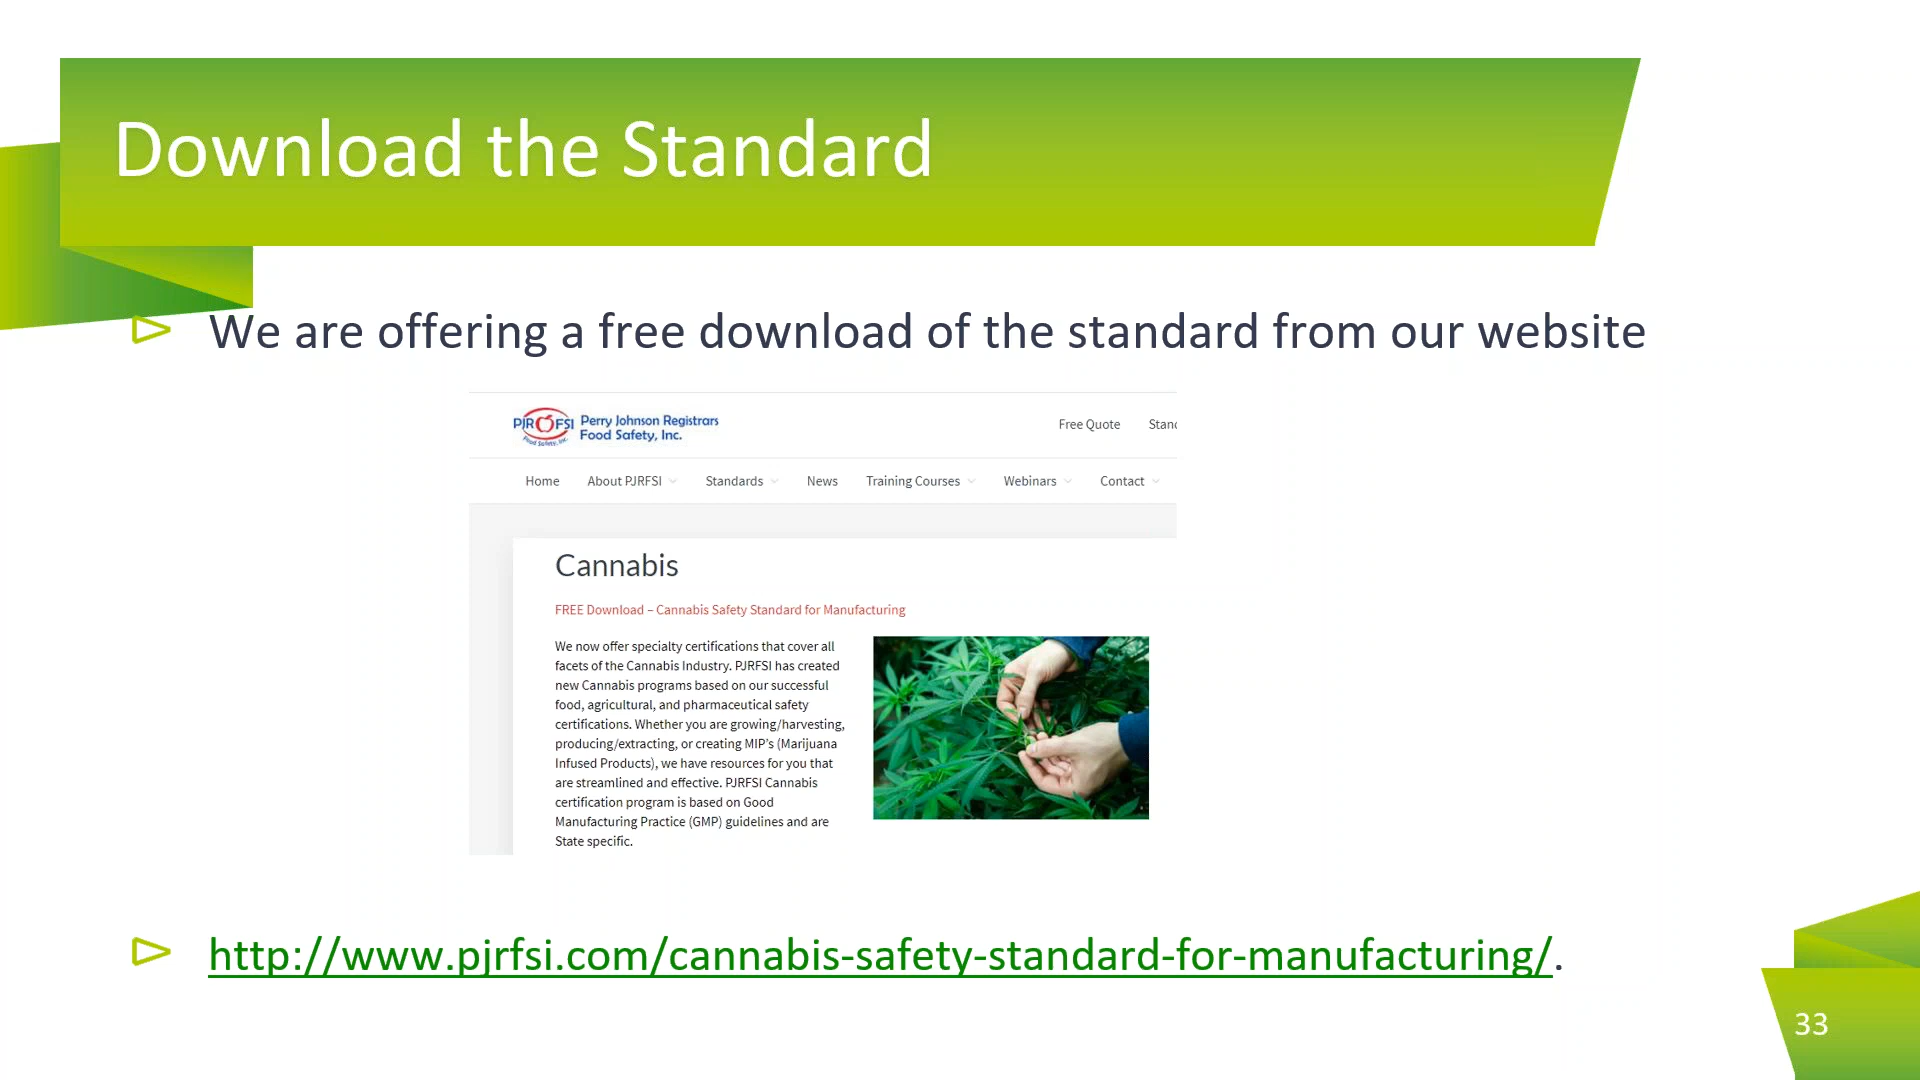 Download the Standard
We are offering a free download of the standard from our website
PJRFSI
Food Safety, Inc.
Perry Johnson Registrars
Food Safety, Inc.
Free Quote Stand
Home About PJRFSI Standards News Training Courses Webinars Contact
Cannabis
FREE Download – Cannabis Safety Standard for Manufacturing
We now offer specialty certifications that cover all
facets of the Cannabis Industry. PJRFSI has created
new Cannabis programs based on our successful
food, agricultural, and pharmaceutical safety
certifications. Whether you are growing/harvesting,
producing/extracting, or creating MIP's (Marijuana
Infused Products), we have resources for you that
are streamlined and effective. PJRFSI Cannabis
certification program is based on Good
Manufacturing Practice (GMP) guidelines and are
State specific.
http://www.pjrfsi.com/cannabis-safety-standard-for-manufacturing/.
33